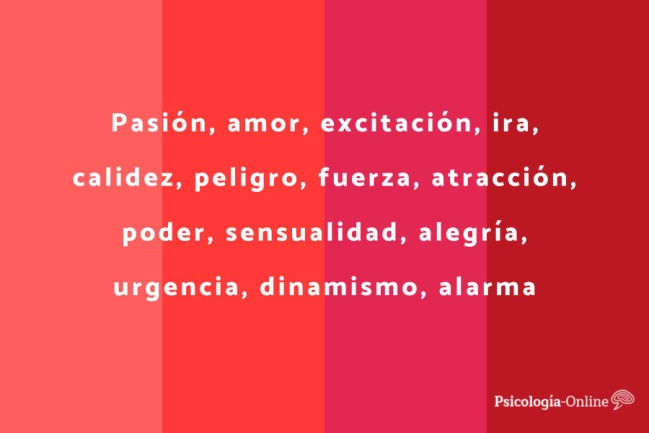 Pasión, amor, excitación, ira,
calidez, peligro, fuerza, atracción,
poder, sensualidad, alegría,
urgencia, dinamismo, alarma
Psicología-Online